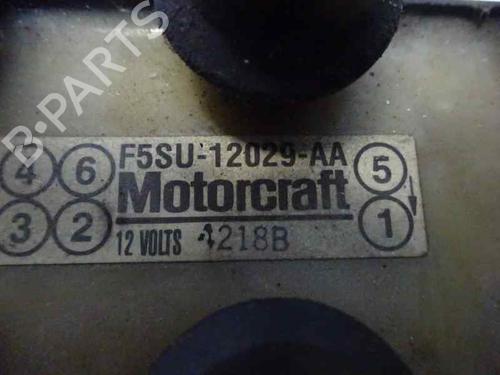 B-PARTS
4 6 F5SU-12029-AA 5
Motorcraft
3 2 12 VOLTS 4218B 1